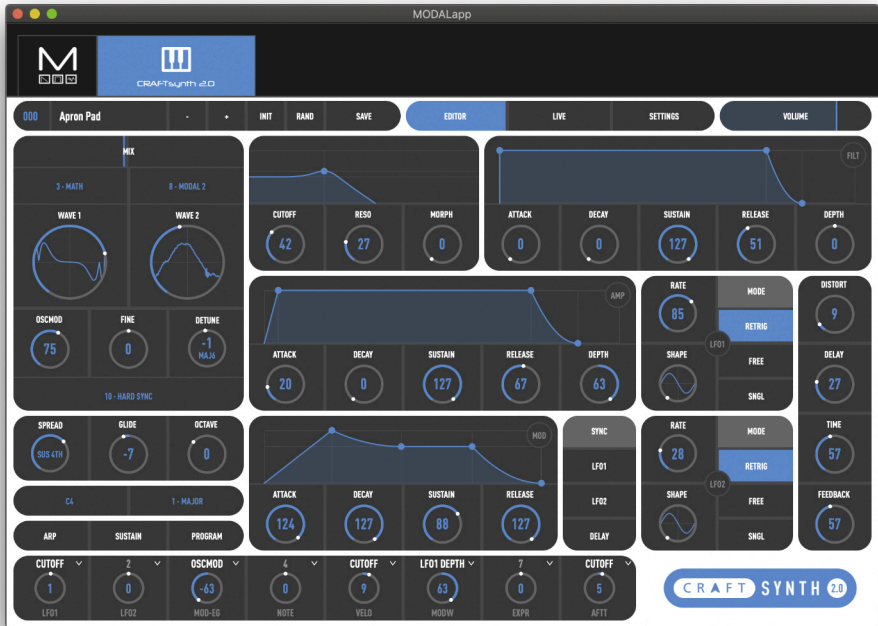 MODALapp
M
CRAFTsynth 2.0
000 Apron Pad - + INIT RAND SAVE EDITOR LIVE SETTINGS VOLUME
MIX
3 - MATH 8 - MODAL 2
WAVE 1 WAVE 2
OSCMOD FINE DETUNE
75 0 -1
MAJ6
10 - HARD SYNC
CUTOFF RESO MORPH
42 27 0
FILT
ATTACK DECAY SUSTAIN RELEASE DEPTH
0 0 127 51 0
AMP
ATTACK DECAY SUSTAIN RELEASE DEPTH
20 0 127 67 63
RATE MODE
85 RETRIG
LFO1
SHAPE FREE
SNGL
DISTORT
9
DELAY
27
TIME
57
FEEDBACK
57
SPREAD GLIDE OCTAVE
SUS 4TH -7 0
C4 1 - MAJOR
ARP SUSTAIN PROGRAM
MOD
ATTACK DECAY SUSTAIN RELEASE
124 127 88 127
SYNC
LFO1
LFO2
DELAY
RATE MODE
28 RETRIG
LFO2
SHAPE FREE
SNGL
CUTOFF 2 OSCMOD 4 CUTOFF LFO1 DEPTH 7 CUTOFF
1 0 -63 0 9 63 0 5
LFO1 LFO2 MOD-EG NOTE VELO MODW EXPR AFTT
CRAFT SYNTH 2.0